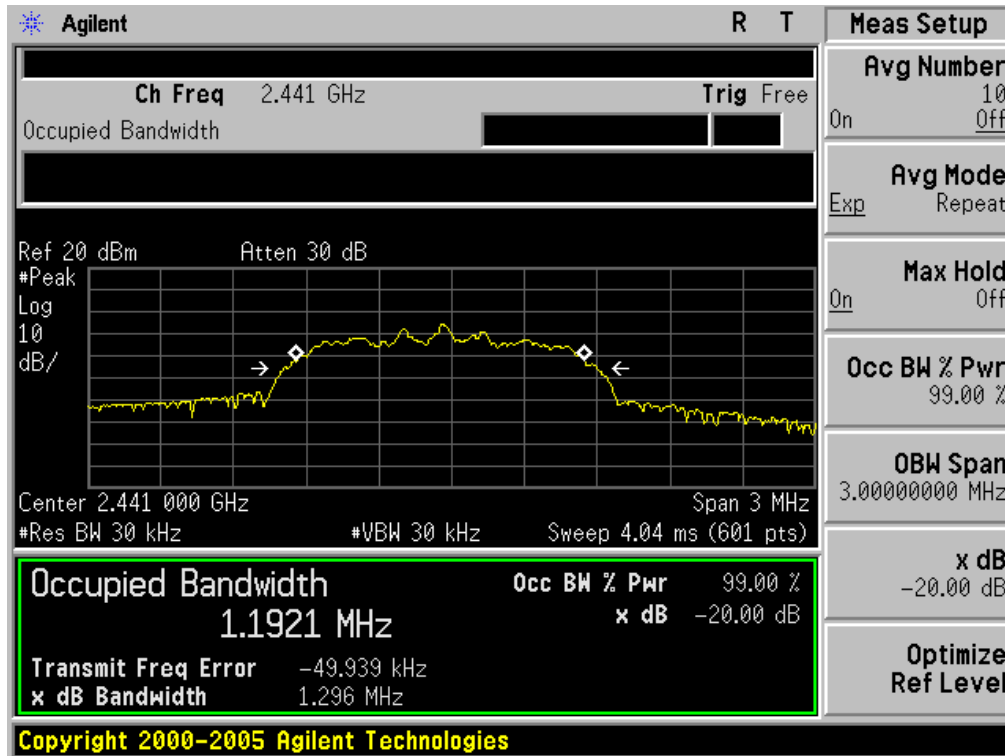 Agilent R T
Ch Freq 2.441 GHz Trig Free
Occupied Bandwidth
Ref 20 dBm Atten 30 dB
#Peak
Log
10
dB/
Center 2.441 000 GHz Span 3 MHz
#Res BW 30 kHz #VBW 30 kHz Sweep 4.04 ms (601 pts)
Occupied Bandwidth Occ BW % Pwr 99.00 %
1.1921 MHz x dB -20.00 dB
Transmit Freq Error -49.939 kHz
x dB Bandwidth 1.296 MHz
Copyright 2000-2005 Agilent Technologies
Meas Setup
Avg Number
10
On Off
Avg Mode
Exp Repeat
Max Hold
On Off
Occ BW % Pwr
99.00 %
OBW Span
3.00000000 MHz
x dB
-20.00 dB
Optimize
Ref Level